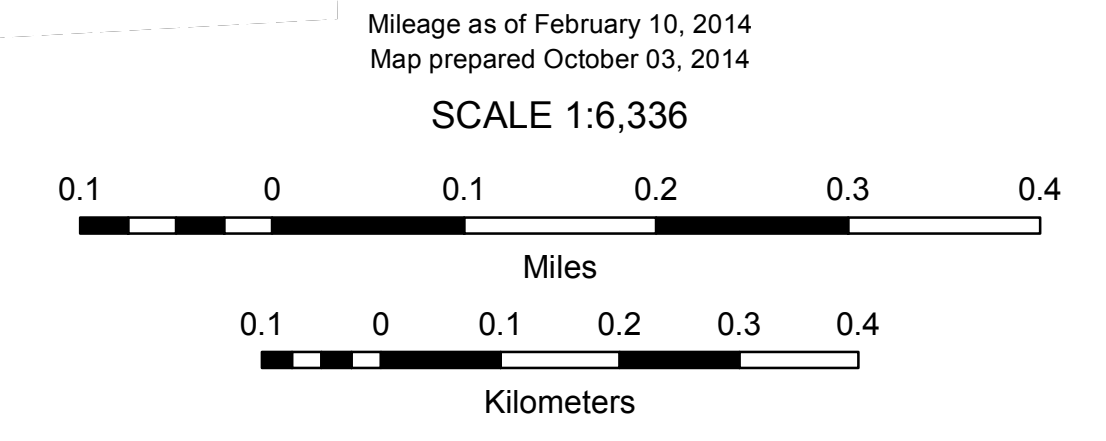 Mileage as of February 10, 2014
Map prepared October 03, 2014
SCALE 1:6,336
0.1 0 0.1 0.2 0.3 0.4
Miles
0.1 0 0.1 0.2 0.3 0.4
Kilometers